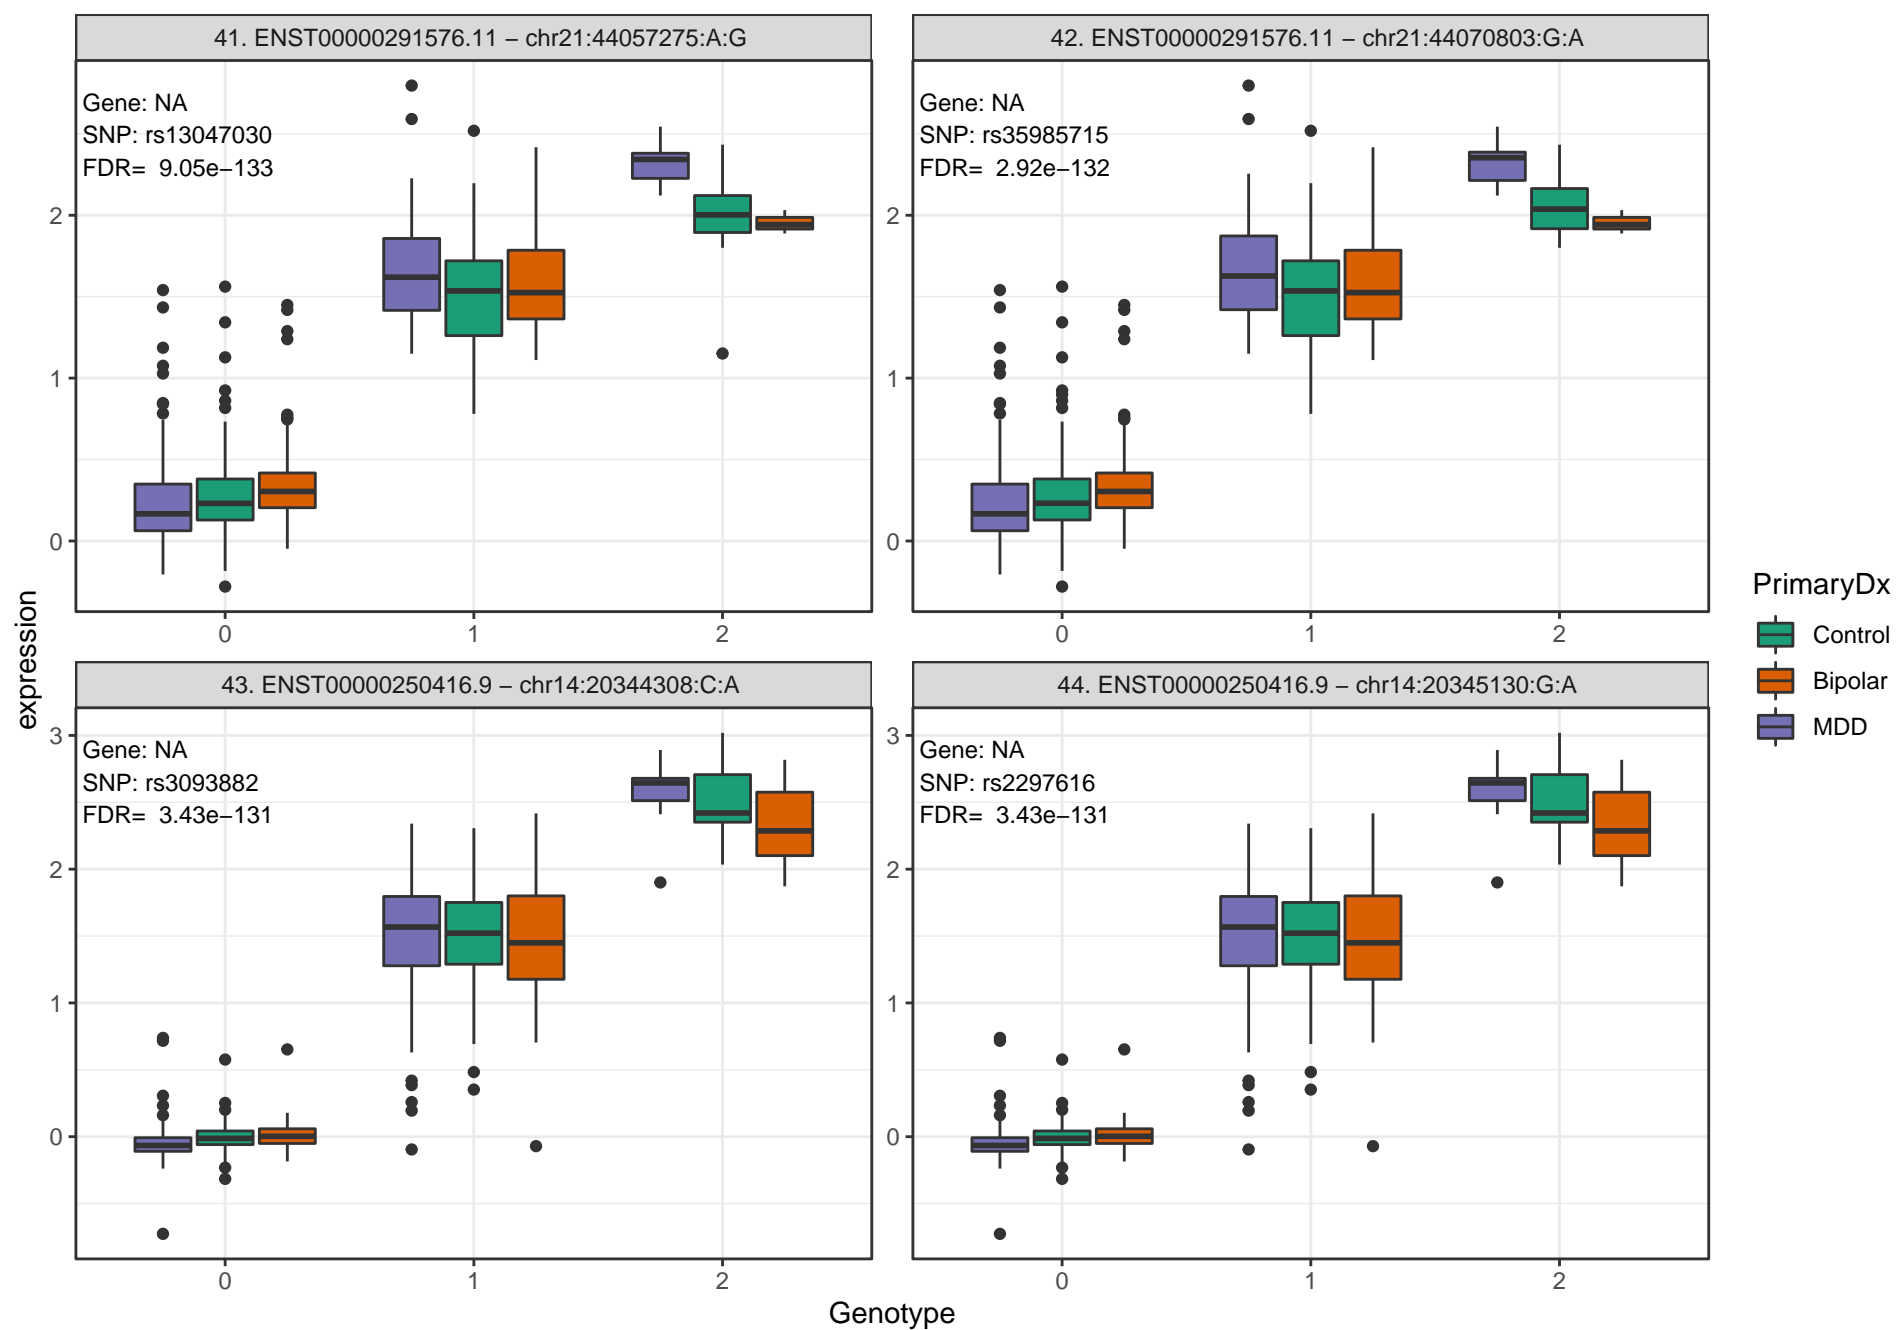 41. ENST00000291576.11 − chr21:44057275:A:G
Gene: NA
SNP: rs13047030
FDR=  9.05e−133
2
1
0
0
1
2
42. ENST00000291576.11 − chr21:44070803:G:A
Gene: NA
SNP: rs35985715
FDR=  2.92e−132
2
1
0
0
1
2
43. ENST00000250416.9 − chr14:20344308:C:A
Gene: NA
SNP: rs3093882
FDR=  3.43e−131
3
2
1
0
0
1
2
44. ENST00000250416.9 − chr14:20345130:G:A
Gene: NA
SNP: rs2297616
FDR=  3.43e−131
3
2
1
0
0
1
2
expression
Genotype
PrimaryDx
Control
Bipolar
MDD